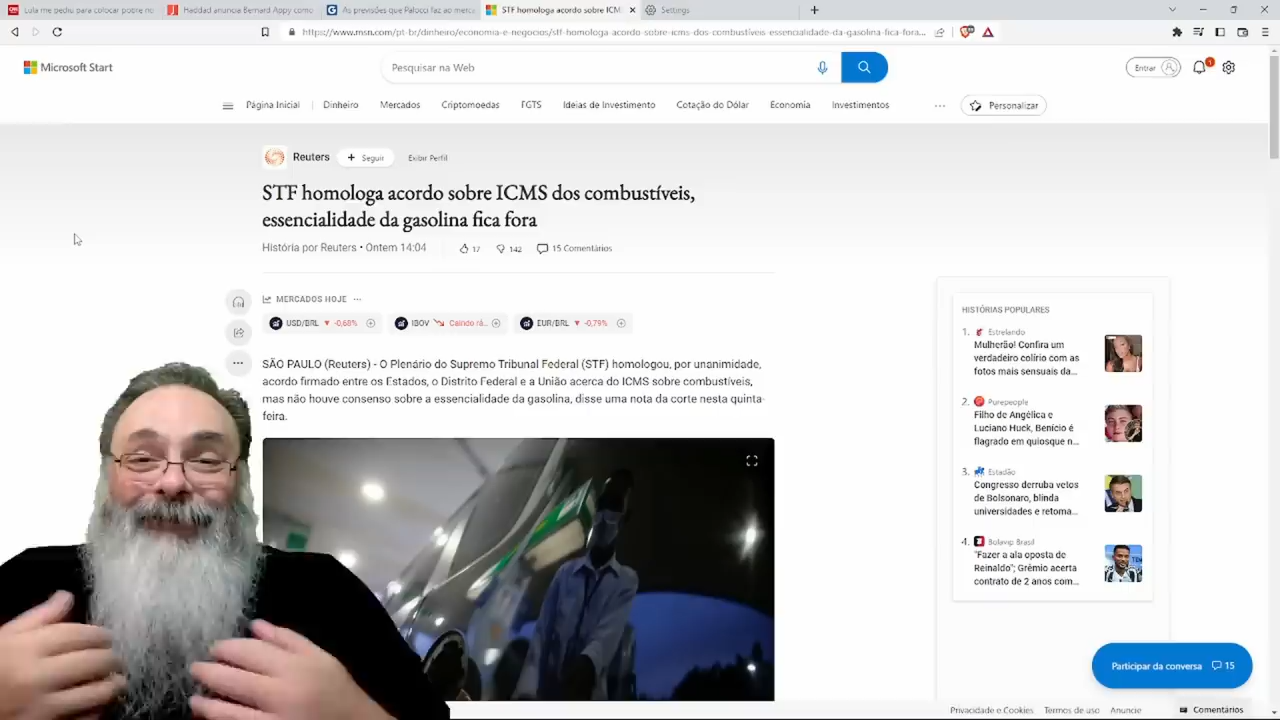 Lula me pediu para colocar pobre no
Haddad anuncia Bernard Appy como
As previsões que Palocci faz ao merca
STF homologa acordo sobre ICM
Settings
https://www.msn.com/pt-br/dinheiro/economia-e-negocios/stf-homologa-acordo-sobre-icms-dos-combustíveis-essencialidade-da-gasolina-fica-fora...
Microsoft Start
Pesquisar na Web
Entrar
1
Página Inicial
Dinheiro
Mercados
Criptomoedas
FGTS
Ideias de Investimento
Cotação do Dólar
Economia
Investimentos
...
Personalizar
Reuters
+ Seguir
Exibir Perfil
STF homologa acordo sobre ICMS dos combustíveis,
essencialidade da gasolina fica fora
História por Reuters • Ontem 14:04
17
142
15 Comentários
MERCADOS HOJE ...
USD/BRL ▼ -0,68%
IBOV Caindo rá...
EUR/BRL ▼ -0,79%
SÃO PAULO (Reuters) - O Plenário do Supremo Tribunal Federal (STF) homologou, por unanimidade,
acordo firmado entre os Estados, o Distrito Federal e a União acerca do ICMS sobre combustíveis,
mas não houve consenso sobre a essencialidade da gasolina, disse uma nota da corte nesta quinta-
feira.
HISTÓRIAS POPULARES
1. Estrelando
Mulherão! Confira um
verdadeiro colírio com as
fotos mais sensuais da...
2. Purepeople
Filho de Angélica e
Luciano Huck, Benício é
flagrado em quiosque n...
3. Estadão
Congresso derruba vetos
de Bolsonaro, blinda
universidades e retoma...
4. Bolavip Brasil
"Fazer a ala oposta de
Reinaldo"; Grêmio acerta
contrato de 2 anos com...
Participar da conversa 15
Privacidade e Cookies
Termos de uso
Anuncie
Comentários